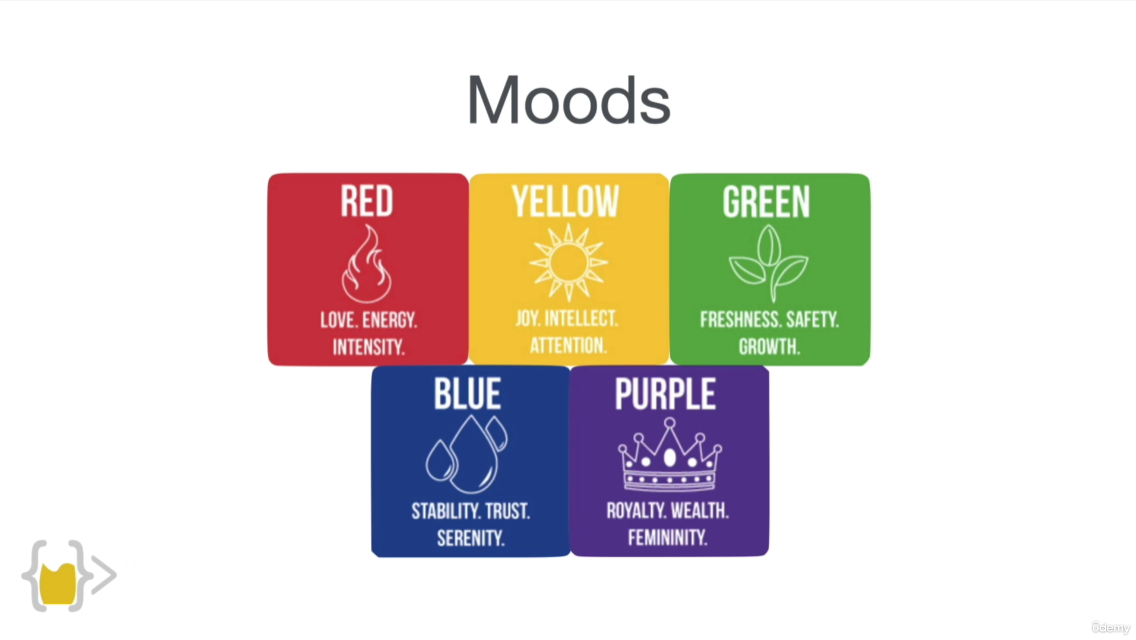 Moods
RED
LOVE. ENERGY.
INTENSITY.
YELLOW
JOY. INTELLECT.
ATTENTION.
GREEN
FRESHNESS. SAFETY.
GROWTH.
BLUE
STABILITY. TRUST.
SERENITY.
PURPLE
ROYALTY. WEALTH.
FEMININITY.
ûdemy